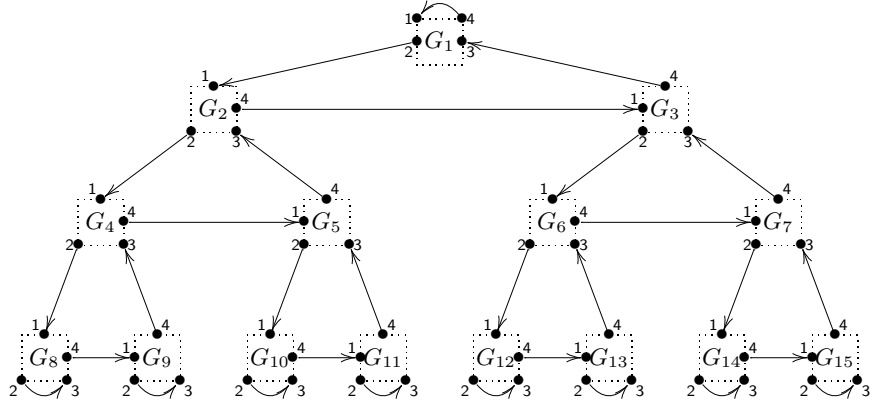 1 4
G1
2 3
1 4
G2 4 1 G3
2 3 2 3
1 4 1 4
G4 4 1 G5 G6 4 1 G7
2 3 2 3 2 3 2 3
1 4 1 4 1 4 1 4
G8 4 1 G9 G10 4 1 G11 G12 4 1 G13 G14 4 1 G15
2 3 2 3 2 3 2 3 2 3 2 3 2 3 2 3